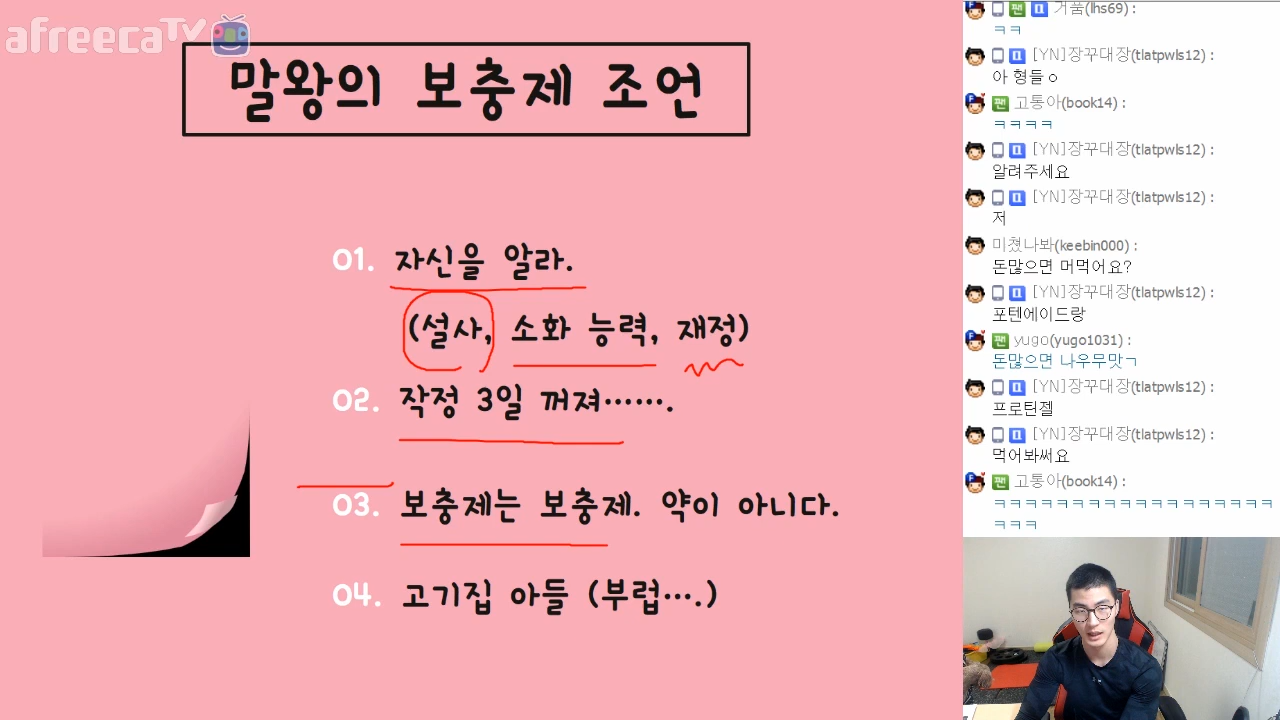 afreecaTV
말왕의 보충제 조언
01. 자신을 알라.
(설사, 소화 능력, 재정)
02. 작정 3일 꺼져…….
03. 보충제는 보충제. 약이 아니다.
04. 고기집 아들 (부럽….)
팬 거품(lhs69) :
ㅋㅋ
[YN]장꾸대장(tlatpwls12) :
아 형들ㅇ
팬 고통아(book14) :
ㅋㅋㅋㅋ
[YN]장꾸대장(tlatpwls12) :
알려주세요
[YN]장꾸대장(tlatpwls12) :
저
미쳤나봐(keebin000) :
돈많으면 머먹어요?
[YN]장꾸대장(tlatpwls12) :
포텐에이드랑
팬 yugo(yugo1031) :
돈많으면 나우무맛ㄱ
[YN]장꾸대장(tlatpwls12) :
프로틴젤
[YN]장꾸대장(tlatpwls12) :
먹어봐써요
팬 고통아(book14) :
ㅋㅋㅋㅋㅋㅋㅋㅋㅋㅋㅋㅋㅋㅋㅋㅋㅋㅋ
ㅋㅋㅋ